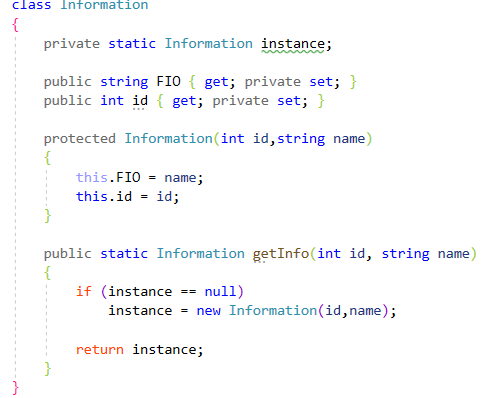 class Information
{
    private static Information instance;

    public string FIO { get; private set; }
    public int id { get; private set; }

    protected Information(int id,string name)
    {
        this.FIO = name;
        this.id = id;
    }

    public static Information getInfo(int id, string name)
    {
        if (instance == null)
            instance = new Information(id,name);

        return instance;
    }
}